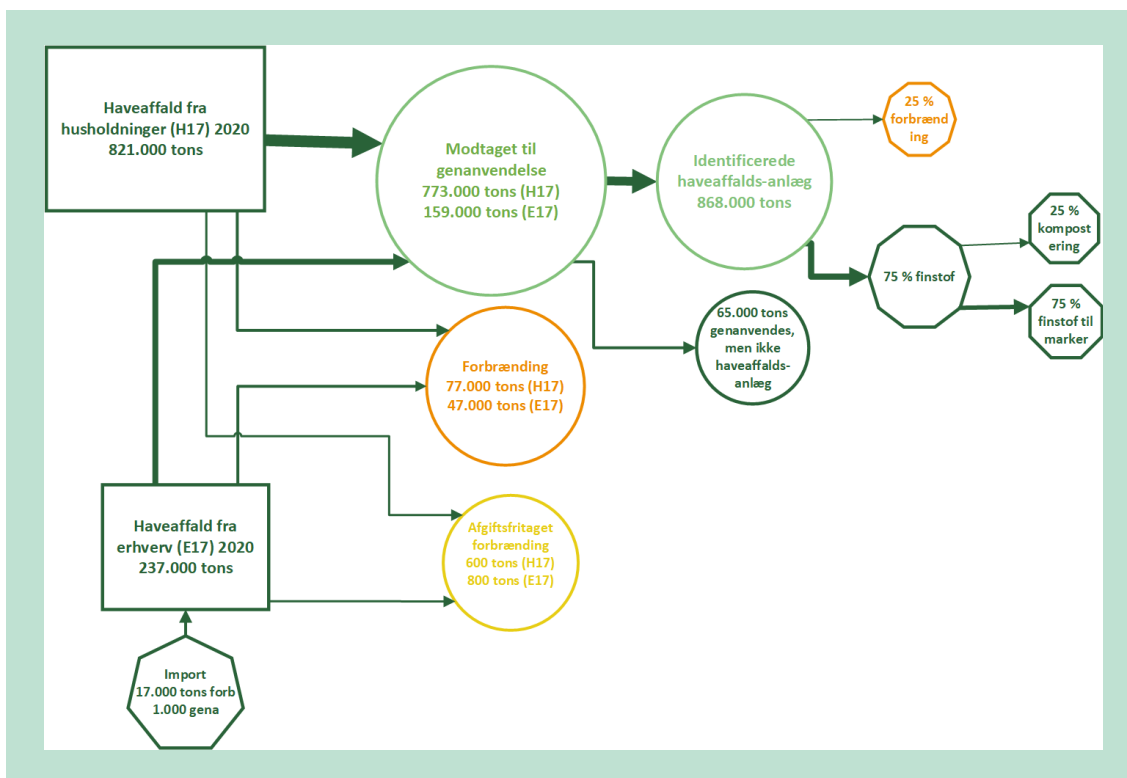 Haveaffald fra
husholdninger (H17) 2020
821.000 tons
Modtaget til
genanvendelse
773.000 tons (H17)
159.000 tons (E17)
Identificerede
haveaffalds-anlæg
868.000 tons
25 %
forbrænd
ing
75 % finstof
25 %
kompost
ering
75 %
finstof til
marker
65.000 tons
genanvendes,
men ikke
haveaffalds-
anlæg
Forbrænding
77.000 tons (H17)
47.000 tons (E17)
Haveaffald fra
erhverv (E17) 2020
237.000 tons
Afgiftsfritaget
forbrænding
600 tons (H17)
800 tons (E17)
Import
17.000 tons forb
1.000 gena